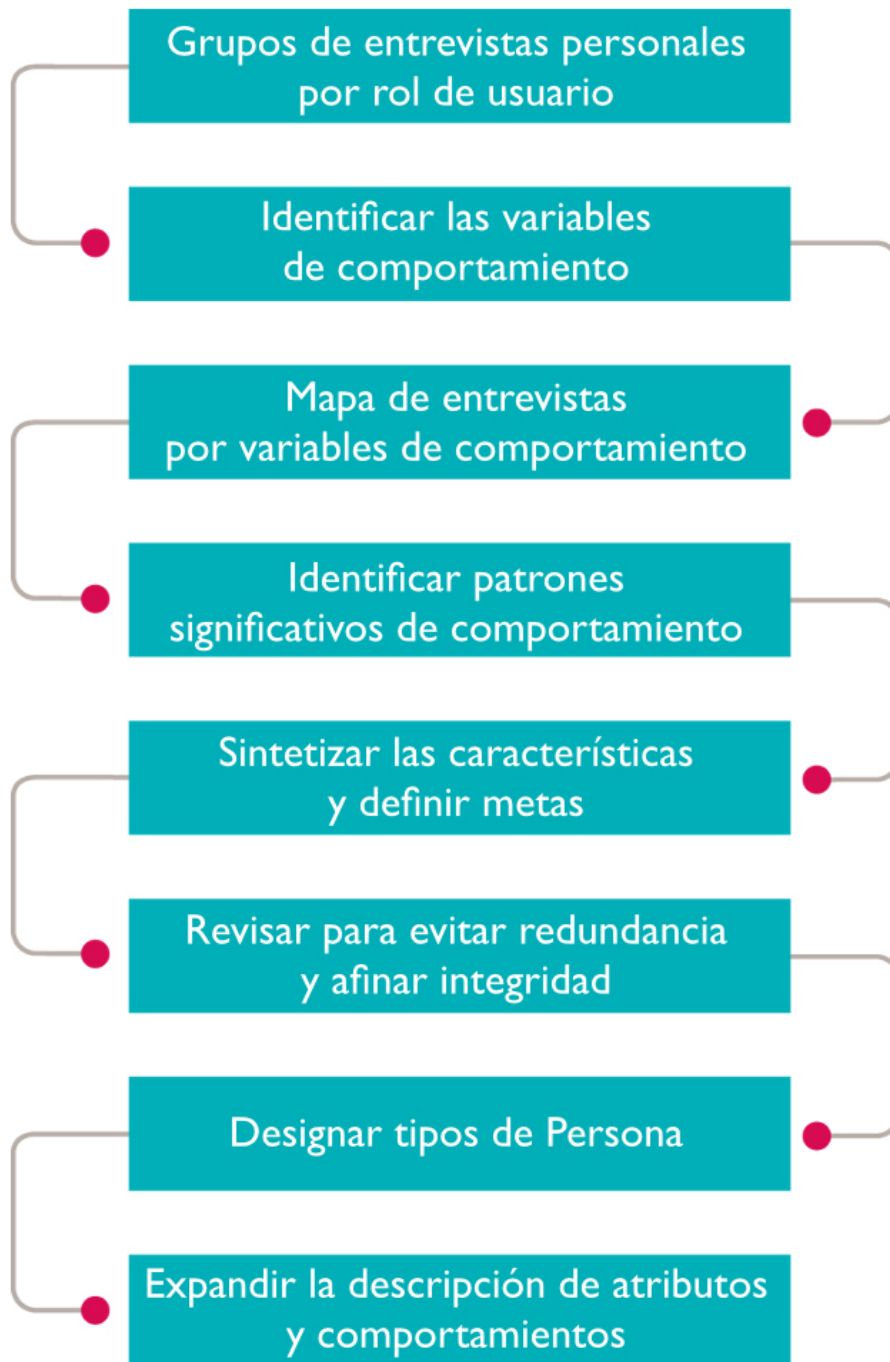 Grupos de entrevistas personales
por rol de usuario
Identificar las variables
de comportamiento
Mapa de entrevistas
por variables de comportamiento
Identificar patrones
significativos de comportamiento
Sintetizar las características
y definir metas
Revisar para evitar redundancia
y afinar integridad
Designar tipos de Persona
Expandir la descripción de atributos
y comportamientos